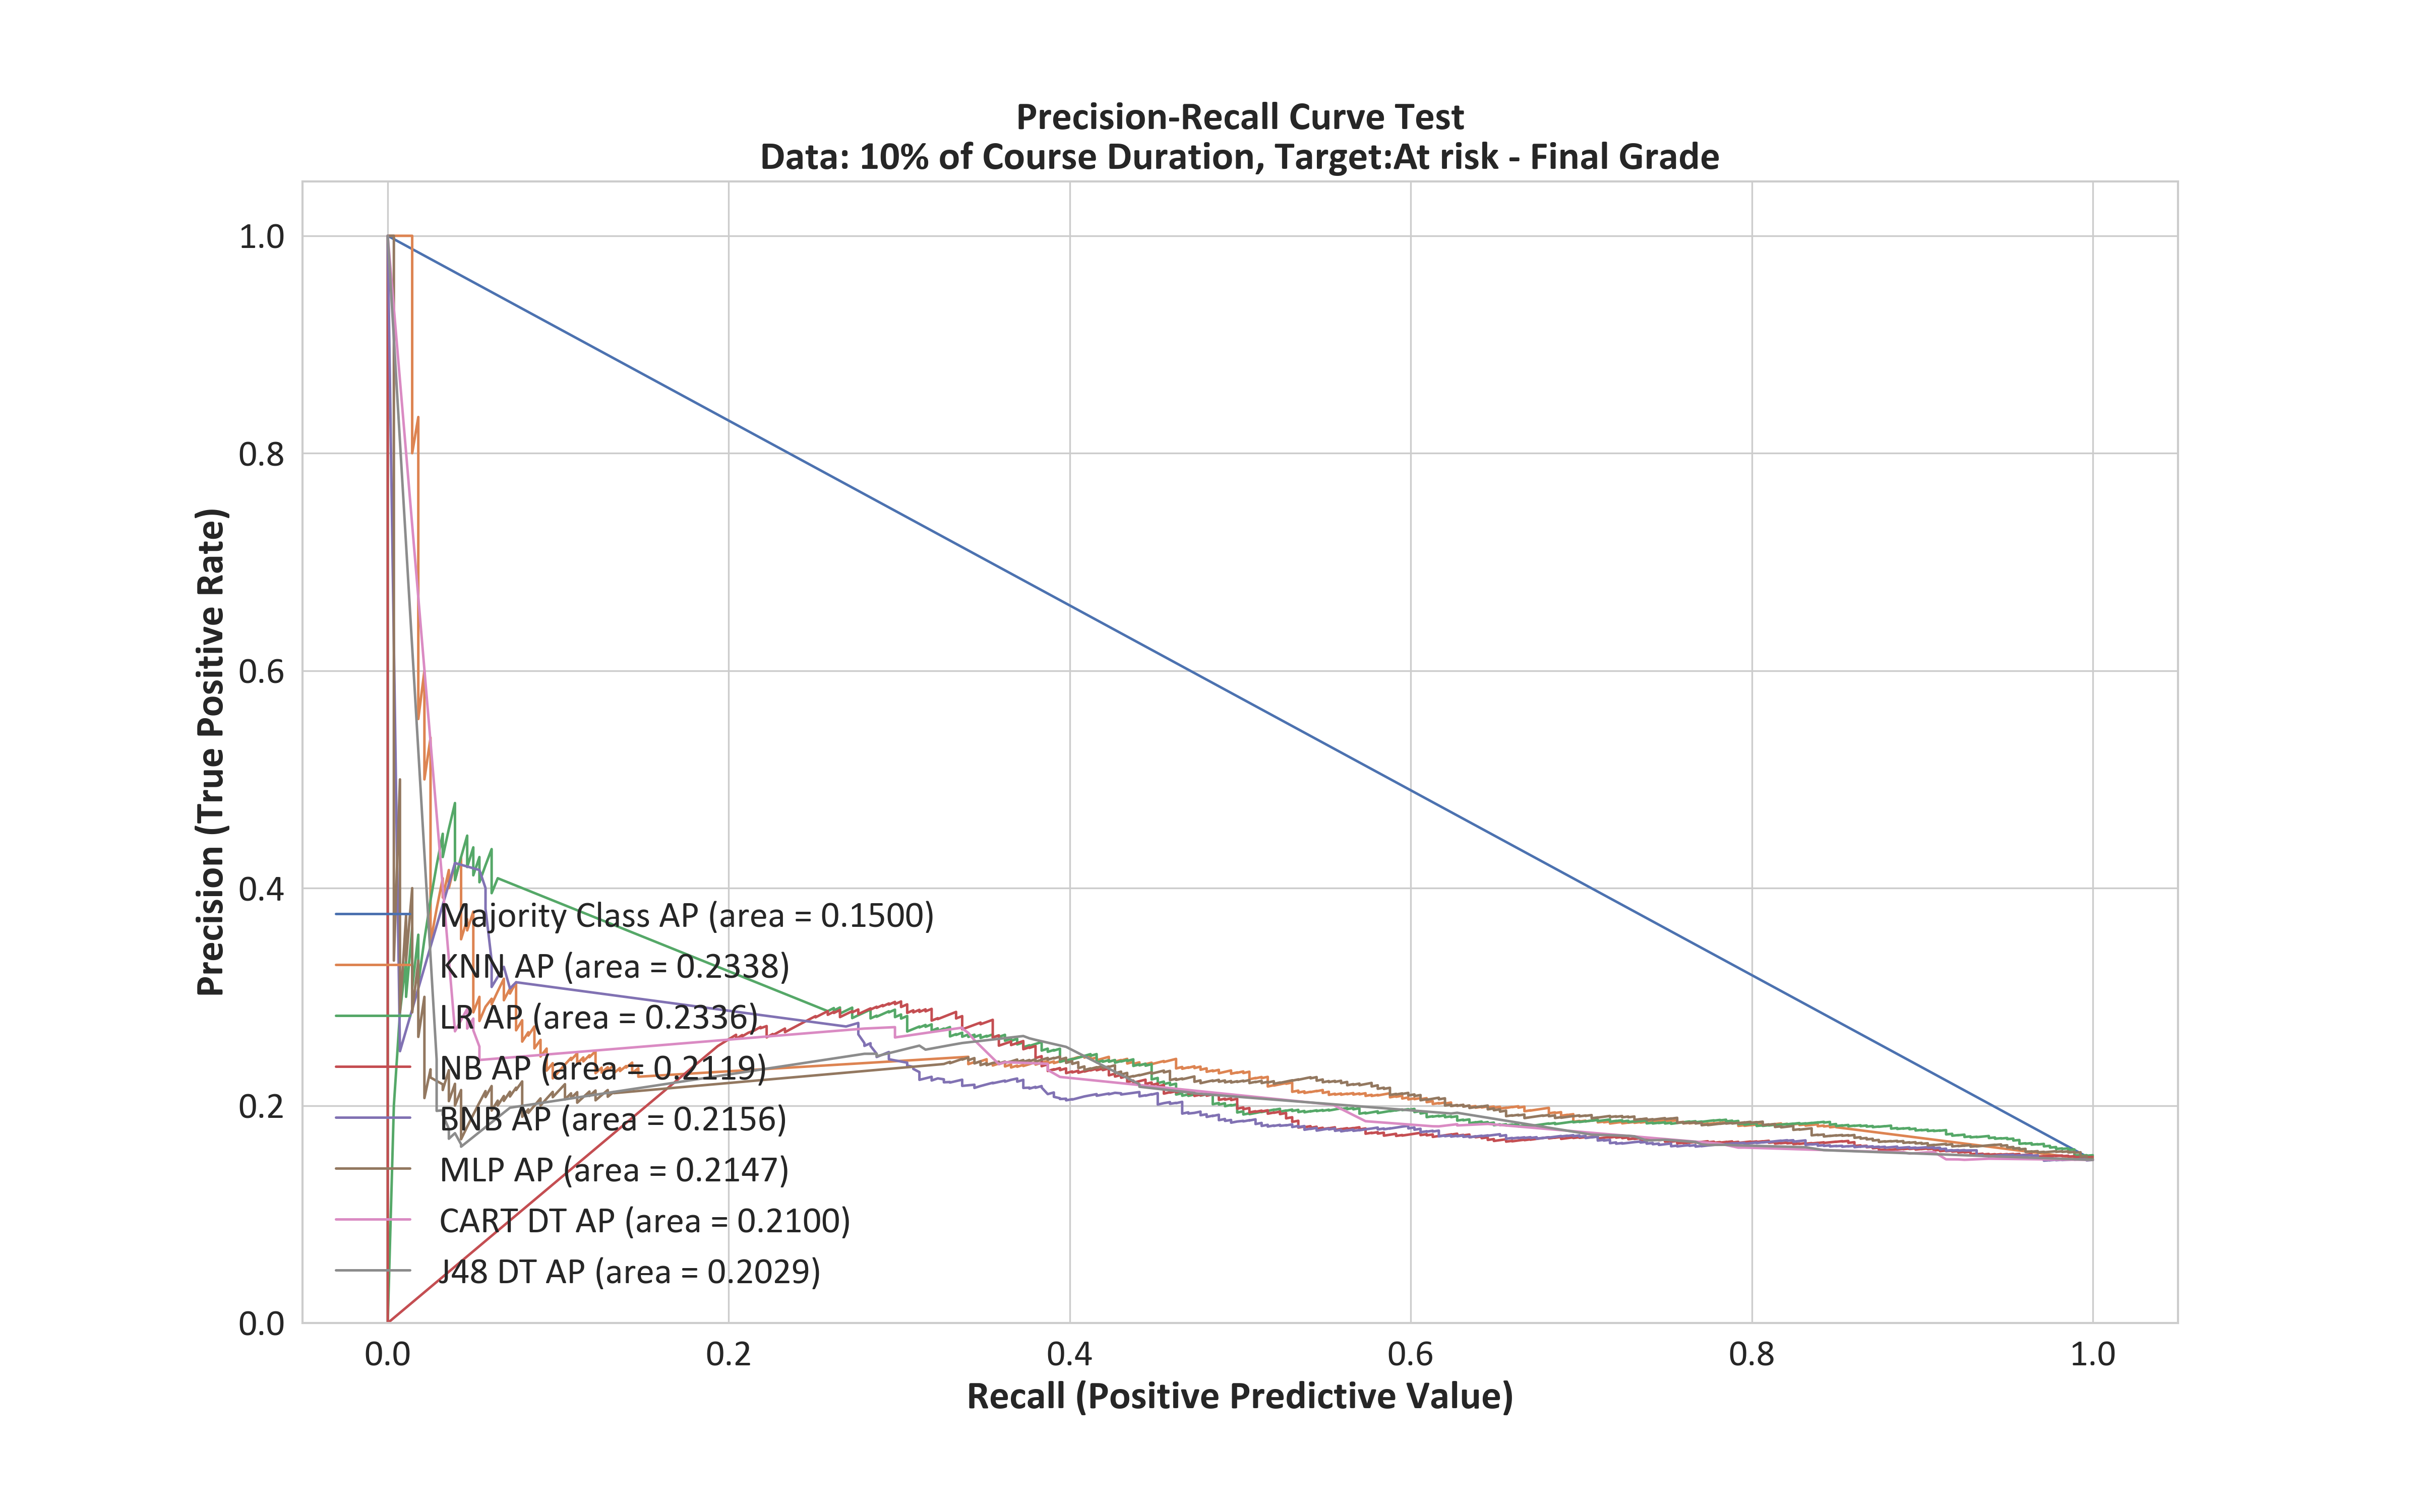 Precision-Recall Curve Test
Data: 10% of Course Duration, Target:At risk - Final Grade
Precision (True Positive Rate)
1.0
0.8
0.6
0.4
0.2
0.0
Majority Class AP (area = 0.1500)
KNN AP (area = 0.2338)
LR AP (area = 0.2336)
NB AP (area = 0.2119)
BNB AP (area = 0.2156)
MLP AP (area = 0.2147)
CART DT AP (area = 0.2100)
J48 DT AP (area = 0.2029)
0.0 0.2 0.4 0.6 0.8 1.0
Recall (Positive Predictive Value)